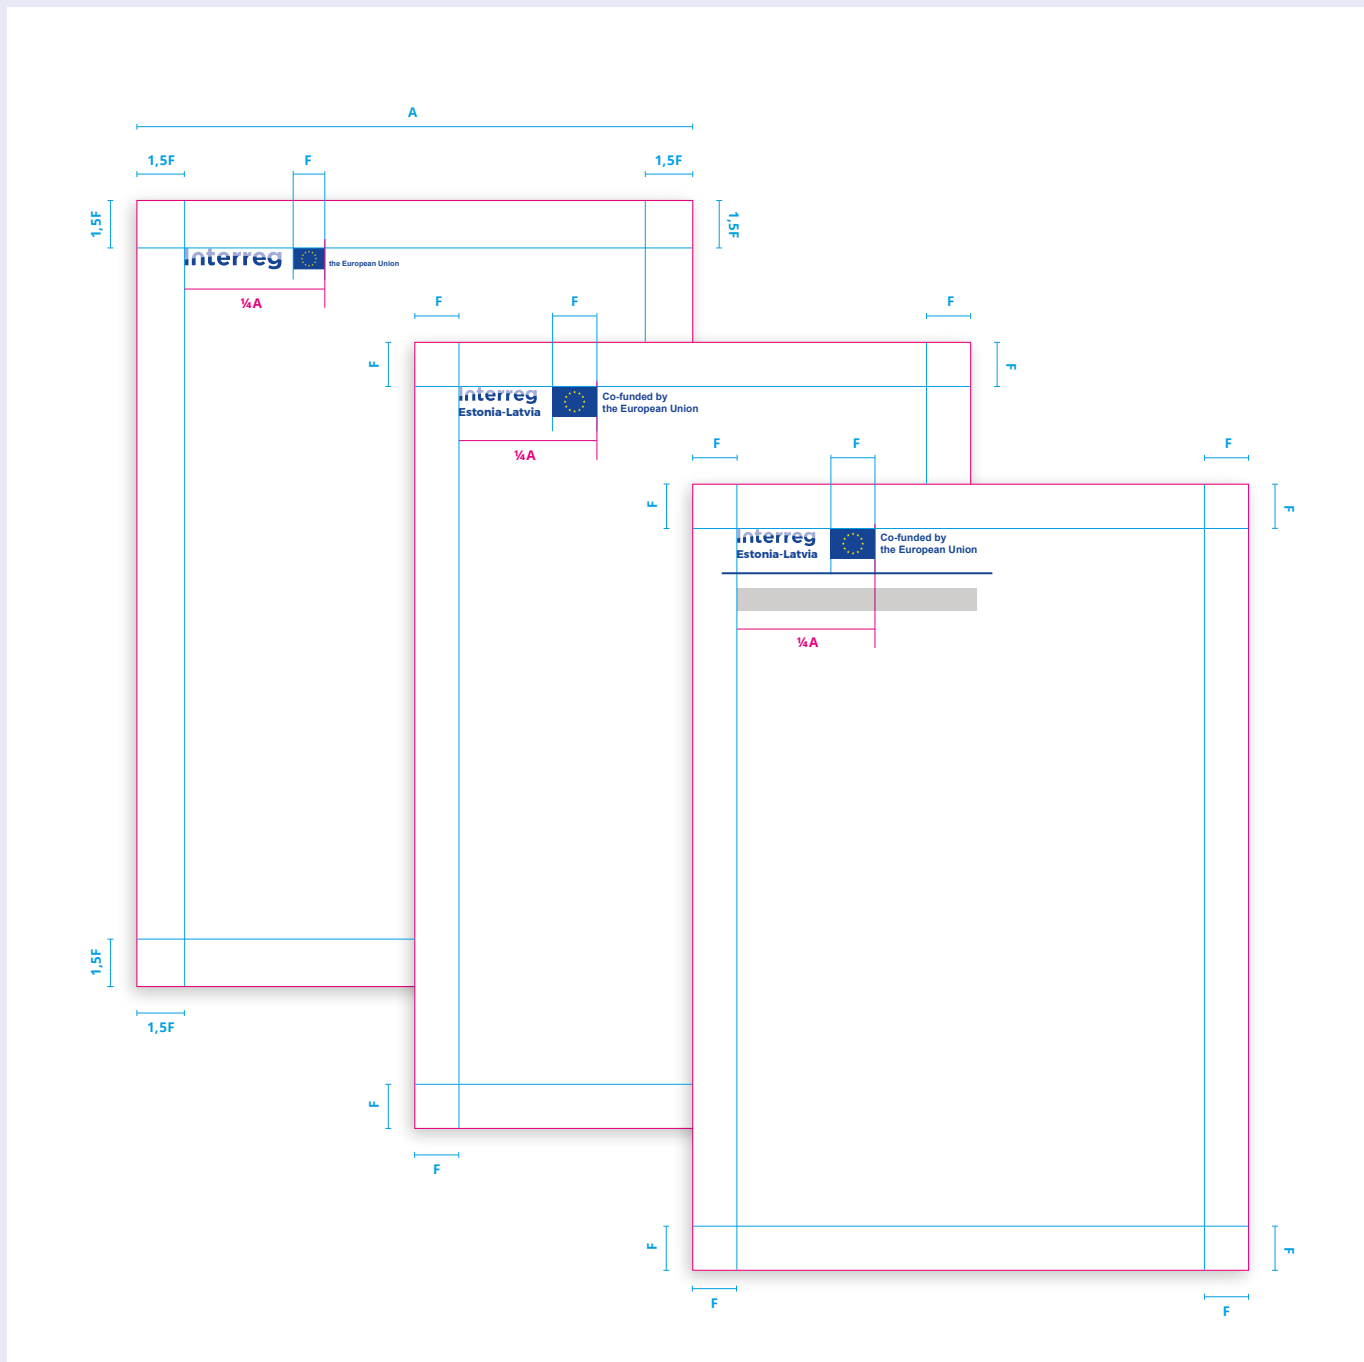 A
1,5F
F
1,5F
1,5F
1,5F
Interreg
the European Union
¼A
F
F
F
F
F
Interreg
Estonia-Latvia
Co-funded by
the European Union
¼A
F
F
F
F
F
Interreg
Estonia-Latvia
Co-funded by
the European Union
¼A
1,5F
1,5F
F
F
F
F
F
F